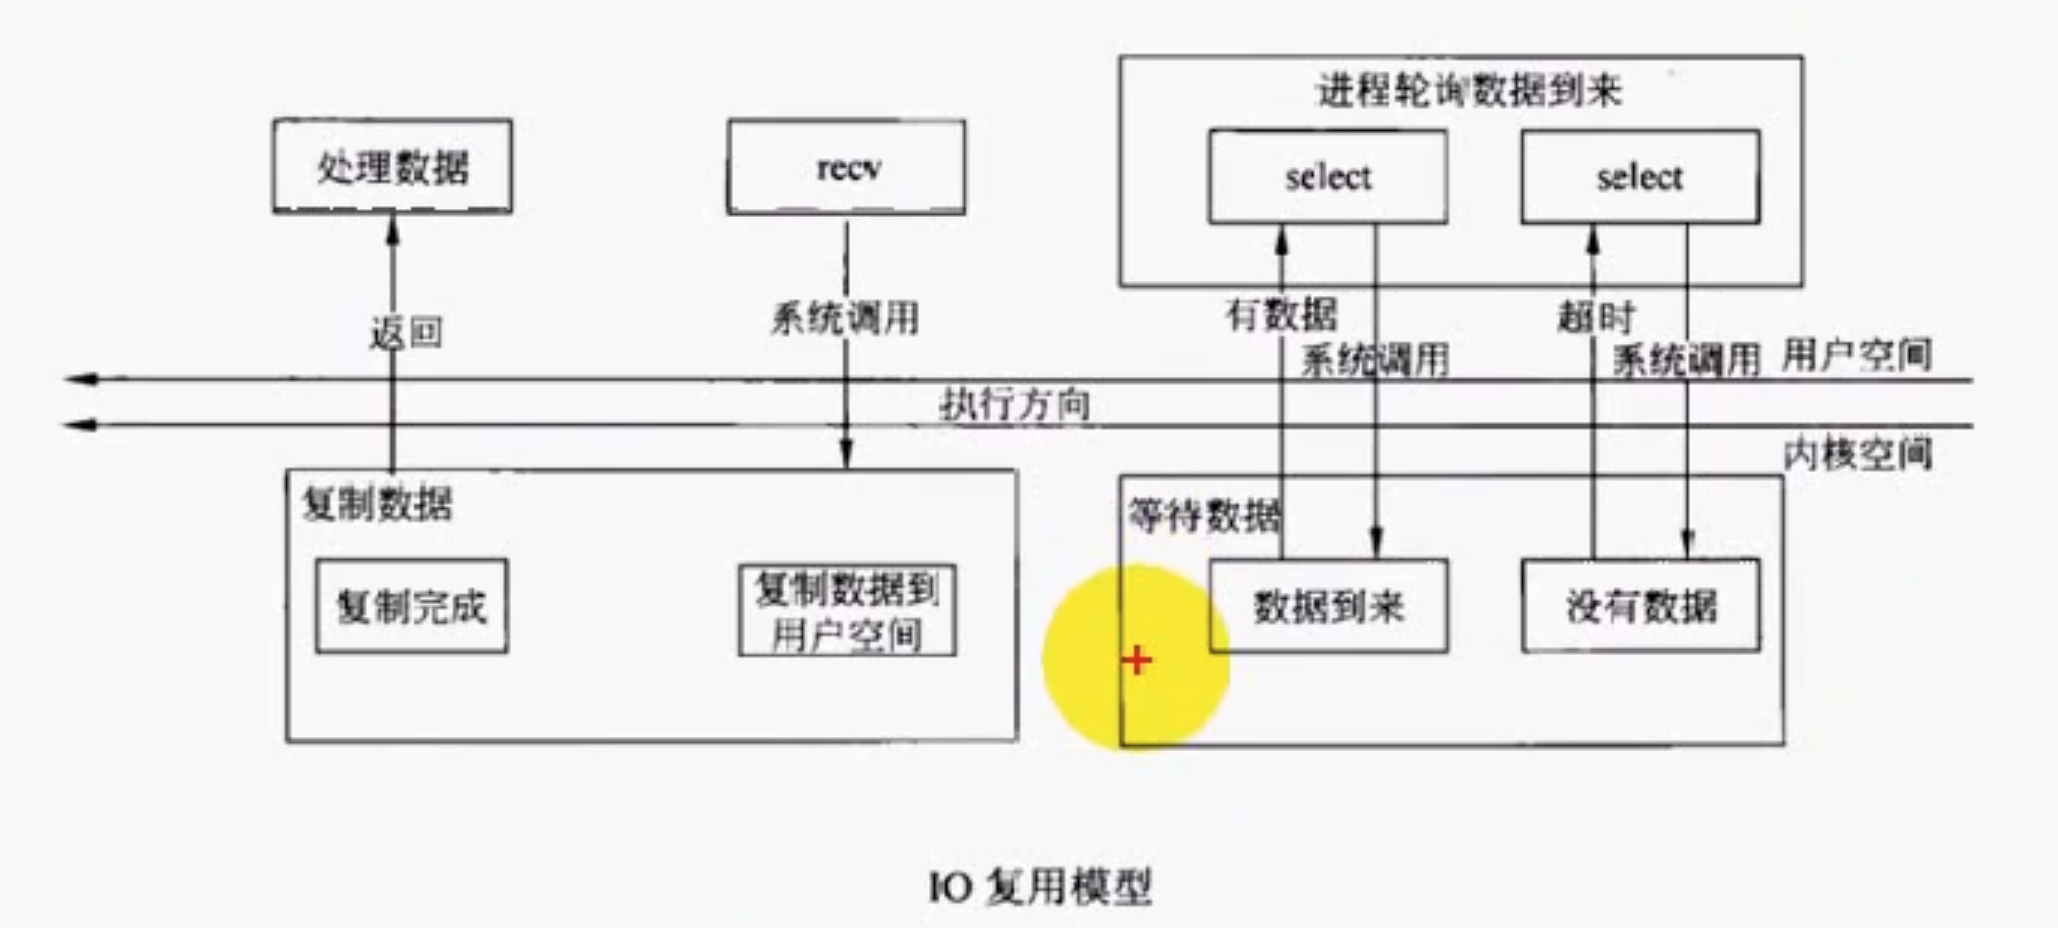 进程轮询数据到来
处理数据
recv
select
select
返回
系统调用
有数据
系统调用
超时
系统调用
用户空间
执行方向
内核空间
复制数据
等待数据
复制完成
复制数据到
用户空间
数据到来
没有数据
IO 复用模型